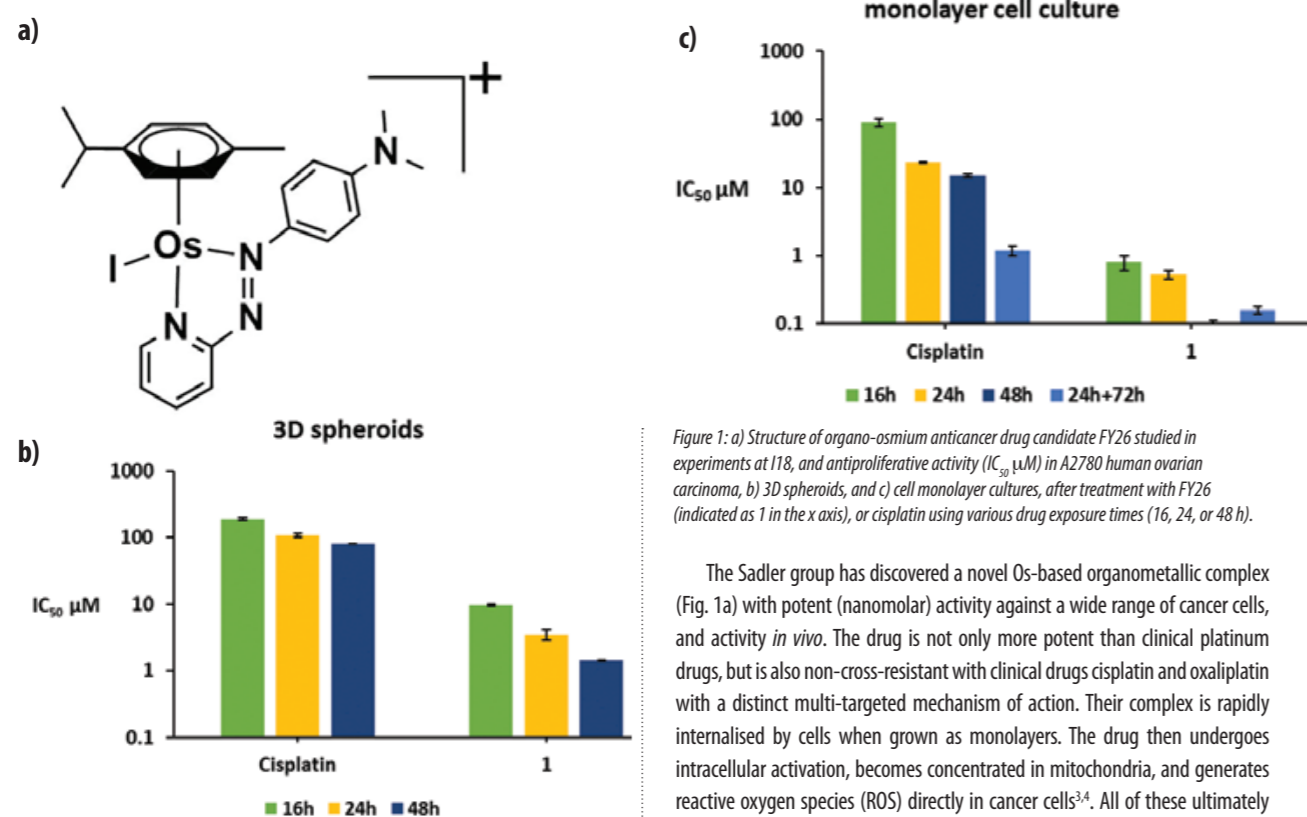 a)
+
N
Os
N
I
N
N
3D spheroids
b)
1000
100
IC50 μM
10
1
0.1
Cisplatin
1
16h 24h 48h
monolayer cell culture
c)
1000
100
IC50 μM
10
1
0.1
Cisplatin
1
16h 24h 48h 24h+72h
Figure 1: a) Structure of organo-osmium anticancer drug candidate FY26 studied in
experiments at I18, and antiproliferative activity (IC50 μM) in A2780 human ovarian
carcinoma, b) 3D spheroids, and c) cell monolayer cultures, after treatment with FY26
(indicated as 1 in the x axis), or cisplatin using various drug exposure times (16, 24, or 48 h).
The Sadler group has discovered a novel Os-based organometallic complex
(Fig. 1a) with potent (nanomolar) activity against a wide range of cancer cells,
and activity in vivo. The drug is not only more potent than clinical platinum
drugs, but is also non-cross-resistant with clinical drugs cisplatin and oxaliplatin
with a distinct multi-targeted mechanism of action. Their complex is rapidly
internalised by cells when grown as monolayers. The drug then undergoes
intracellular activation, becomes concentrated in mitochondria, and generates
reactive oxygen species (ROS) directly in cancer cells3,4. All of these ultimately